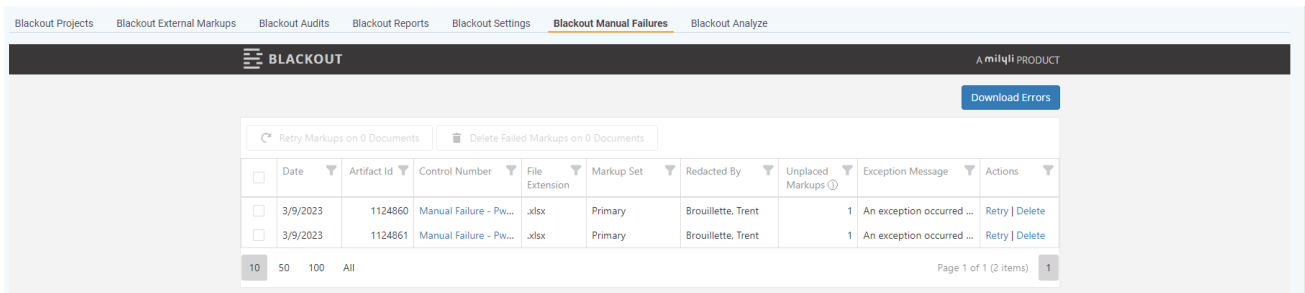 Blackout Projects Blackout External Markups Blackout Audits Blackout Reports Blackout Settings Blackout Manual Failures Blackout Analyze
BLACKOUT A milyli PRODUCT
Download Errors
Retry Markups on 0 Documents Delete Failed Markups on 0 Documents
Date Artifact Id Control Number File Extension Markup Set Redacted By Unplaced Markups Exception Message Actions
3/9/2023 1124860 Manual Failure - Pw... .xlsx Primary Brouillette, Trent 1 An exception occurred ... Retry | Delete
3/9/2023 1124861 Manual Failure - Pw... .xlsx Primary Brouillette, Trent 1 An exception occurred ... Retry | Delete
10 50 100 All Page 1 of 1 (2 items) 1